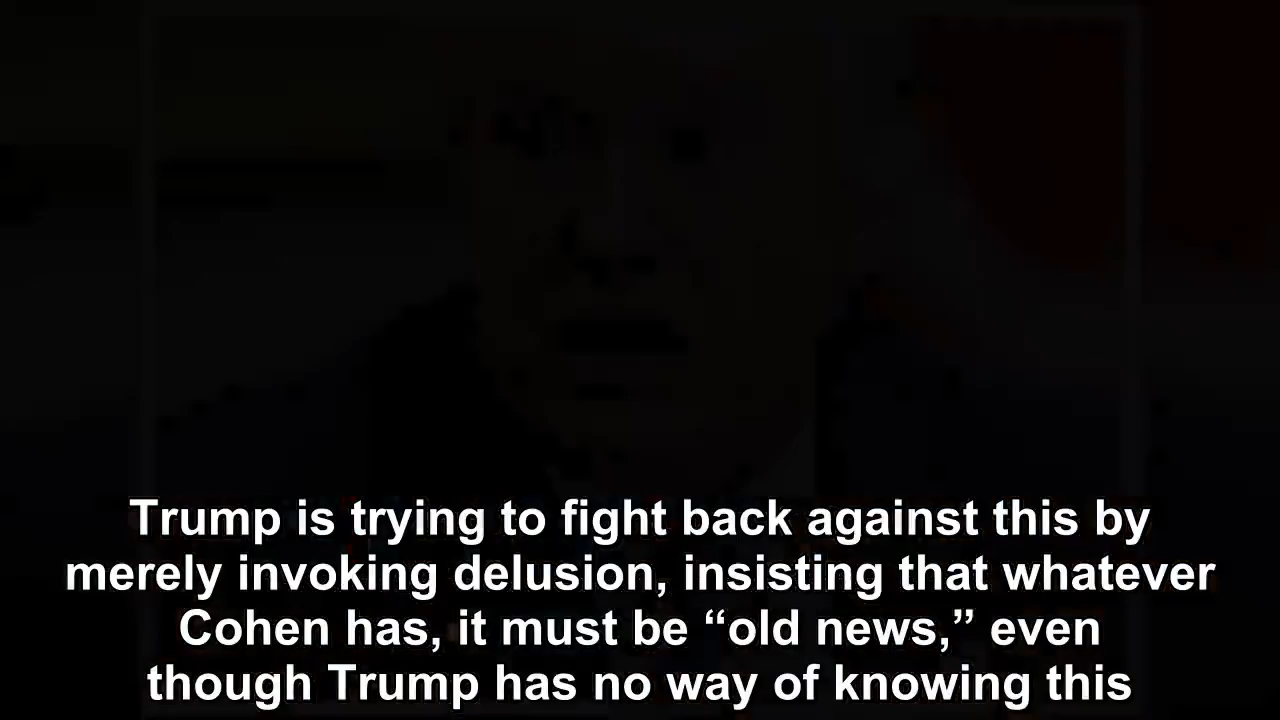 Trump is trying to fight back against this by
merely invoking delusion, insisting that whatever
Cohen has, it must be “old news,” even
though Trump has no way of knowing this